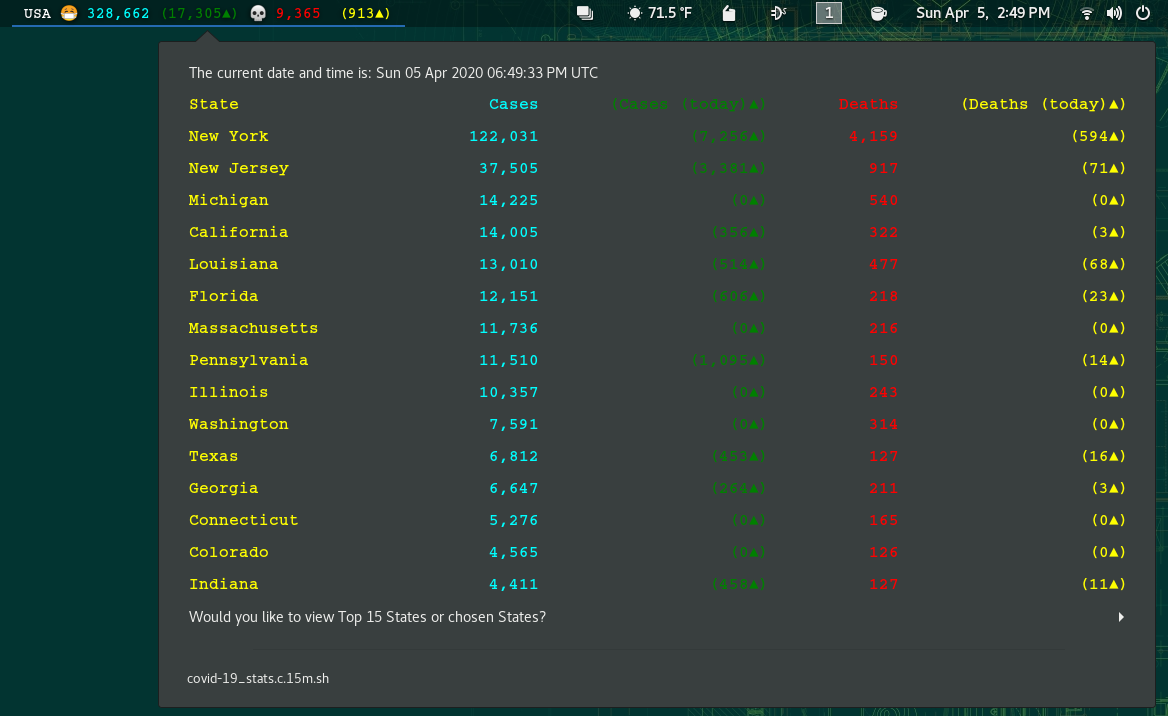 USA 😷 328,662 (17,305▲) 💀 9,365 (913▲) 71.5 °F 1 Sun Apr 5, 2:49 PM
The current date and time is: Sun 05 Apr 2020 06:49:33 PM UTC
State Cases (Cases (today)▲) Deaths (Deaths (today)▲)
New York 122,031 (7,256▲) 4,159 (594▲)
New Jersey 37,505 (3,381▲) 917 (71▲)
Michigan 14,225 (0▲) 540 (0▲)
California 14,005 (356▲) 322 (3▲)
Louisiana 13,010 (514▲) 477 (68▲)
Florida 12,151 (606▲) 218 (23▲)
Massachusetts 11,736 (0▲) 216 (0▲)
Pennsylvania 11,510 (1,095▲) 150 (14▲)
Illinois 10,357 (0▲) 243 (0▲)
Washington 7,591 (0▲) 314 (0▲)
Texas 6,812 (453▲) 127 (16▲)
Georgia 6,647 (264▲) 211 (3▲)
Connecticut 5,276 (0▲) 165 (0▲)
Colorado 4,565 (0▲) 126 (0▲)
Indiana 4,411 (458▲) 127 (11▲)
Would you like to view Top 15 States or chosen States?
covid-19_stats.c.15m.sh